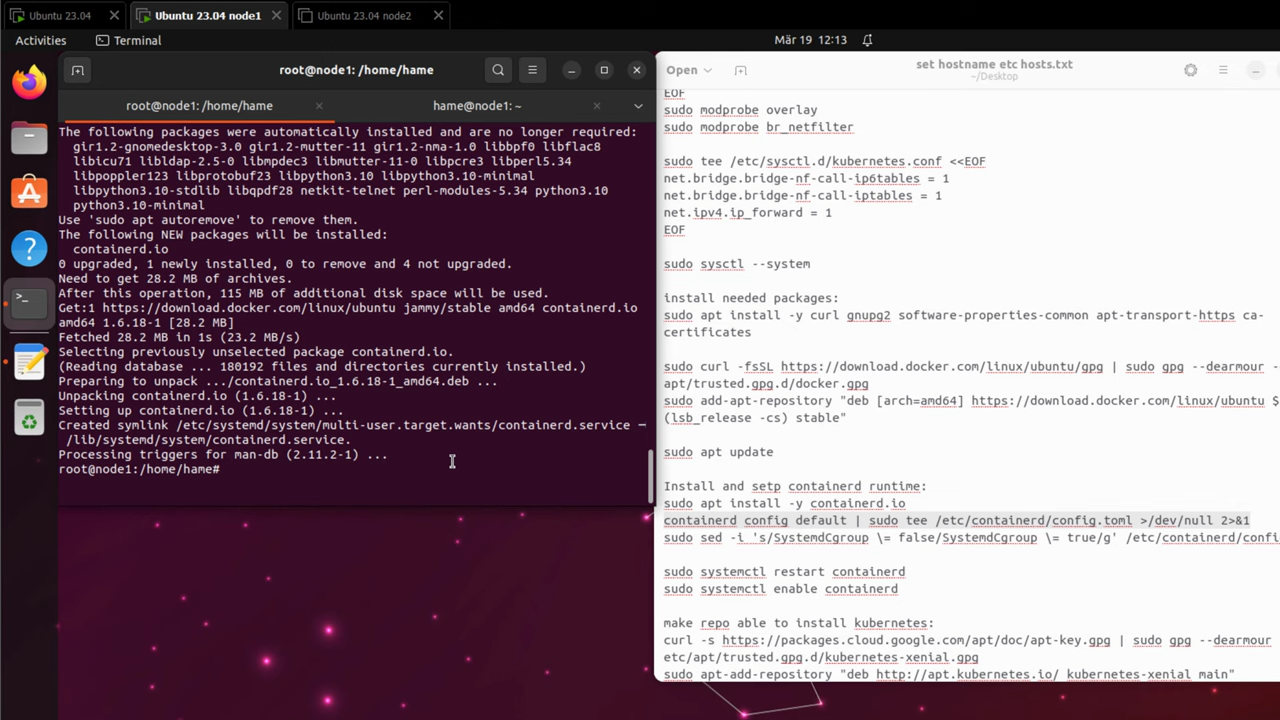 Ubuntu 23.04
Ubuntu 23.04 node1
Ubuntu 23.04 node2
Activities
Terminal
Mär 19 12:13
root@node1: /home/hame
root@node1: /home/hame
hame@node1: ~
The following packages were automatically installed and are no longer required:
gir1.2-gnomedesktop-3.0 gir1.2-mutter-11 gir1.2-nma-1.0 libbpf0 libflac8
libicu71 libldap-2.5-0 libmpdec3 libmutter-11-0 libpcre3 libperl5.34
libpoppler123 libprotobuf23 libpython3.10 libpython3.10-minimal
libpython3.10-stdlib libqpdf28 netkit-telnet perl-modules-5.34 python3.10
python3.10-minimal
Use 'sudo apt autoremove' to remove them.
The following NEW packages will be installed:
containerd.io
0 upgraded, 1 newly installed, 0 to remove and 4 not upgraded.
Need to get 28.2 MB of archives.
After this operation, 115 MB of additional disk space will be used.
Get:1 https://download.docker.com/linux/ubuntu jammy/stable amd64 containerd.io
amd64 1.6.18-1 [28.2 MB]
Fetched 28.2 MB in 1s (23.2 MB/s)
Selecting previously unselected package containerd.io.
(Reading database ... 180192 files and directories currently installed.)
Preparing to unpack .../containerd.io_1.6.18-1_amd64.deb ...
Unpacking containerd.io (1.6.18-1) ...
Setting up containerd.io (1.6.18-1) ...
Created symlink /etc/systemd/system/multi-user.target.wants/containerd.service —
/lib/systemd/system/containerd.service.
Processing triggers for man-db (2.11.2-1) ...
root@node1:/home/hame#
Open
set hostname etc hosts.txt
~/Desktop
EOF
sudo modprobe overlay
sudo modprobe br_netfilter
sudo tee /etc/sysctl.d/kubernetes.conf <<EOF
net.bridge.bridge-nf-call-ip6tables = 1
net.bridge.bridge-nf-call-iptables = 1
net.ipv4.ip_forward = 1
EOF
sudo sysctl --system
install needed packages:
sudo apt install -y curl gnupg2 software-properties-common apt-transport-https ca-
certificates
sudo curl -fsSL https://download.docker.com/linux/ubuntu/gpg | sudo gpg --dearmour -
apt/trusted.gpg.d/docker.gpg
sudo add-apt-repository "deb [arch=amd64] https://download.docker.com/linux/ubuntu $
(lsb_release -cs) stable"
sudo apt update
Install and setp containerd runtime:
sudo apt install -y containerd.io
containerd config default | sudo tee /etc/containerd/config.toml >/dev/null 2>&1
sudo sed -i 's/SystemdCgroup \= false/SystemdCgroup \= true/g' /etc/containerd/confi
sudo systemctl restart containerd
sudo systemctl enable containerd
make repo able to install kubernetes:
curl -s https://packages.cloud.google.com/apt/doc/apt-key.gpg | sudo gpg --dearmour
etc/apt/trusted.gpg.d/kubernetes-xenial.gpg
sudo apt-add-repository "deb http://apt.kubernetes.io/ kubernetes-xenial main"